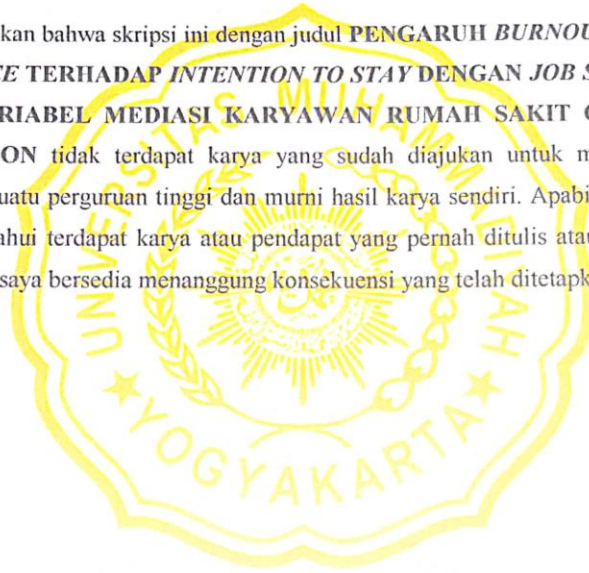 kan bahwa skripsi ini dengan judul PENGARUH BURNOU
CE TERHADAP INTENTION TO STAY DENGAN JOB S
RIABEL MEDIASI KARYAWAN RUMAH SAKIT
ON tidak terdapat karya yang sudah diajukan untuk m
uatu perguruan tinggi dan murni hasil karya sendiri. Apabi
ahui terdapat karya atau pendapat yang pernah ditulis atau
saya bersedia menanggung konsekuensi yang telah ditetapk
UNIVERSITAS MUHAMMADIYAH
YOGYAKARTA